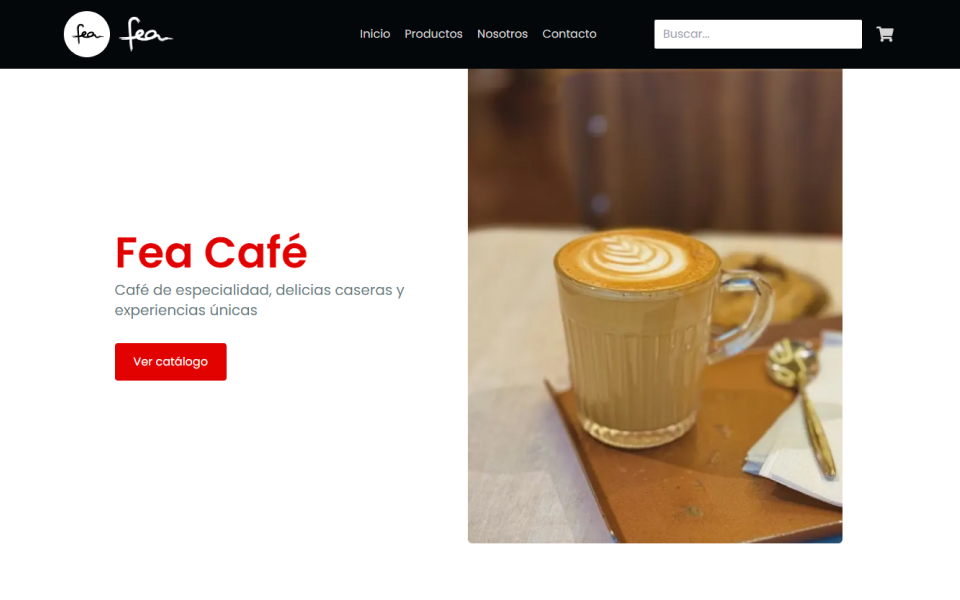 fea fea
Inicio Productos Nosotros Contacto
Buscar...
Fea Café
Café de especialidad, delicias caseras y
experiencias únicas
Ver catálogo